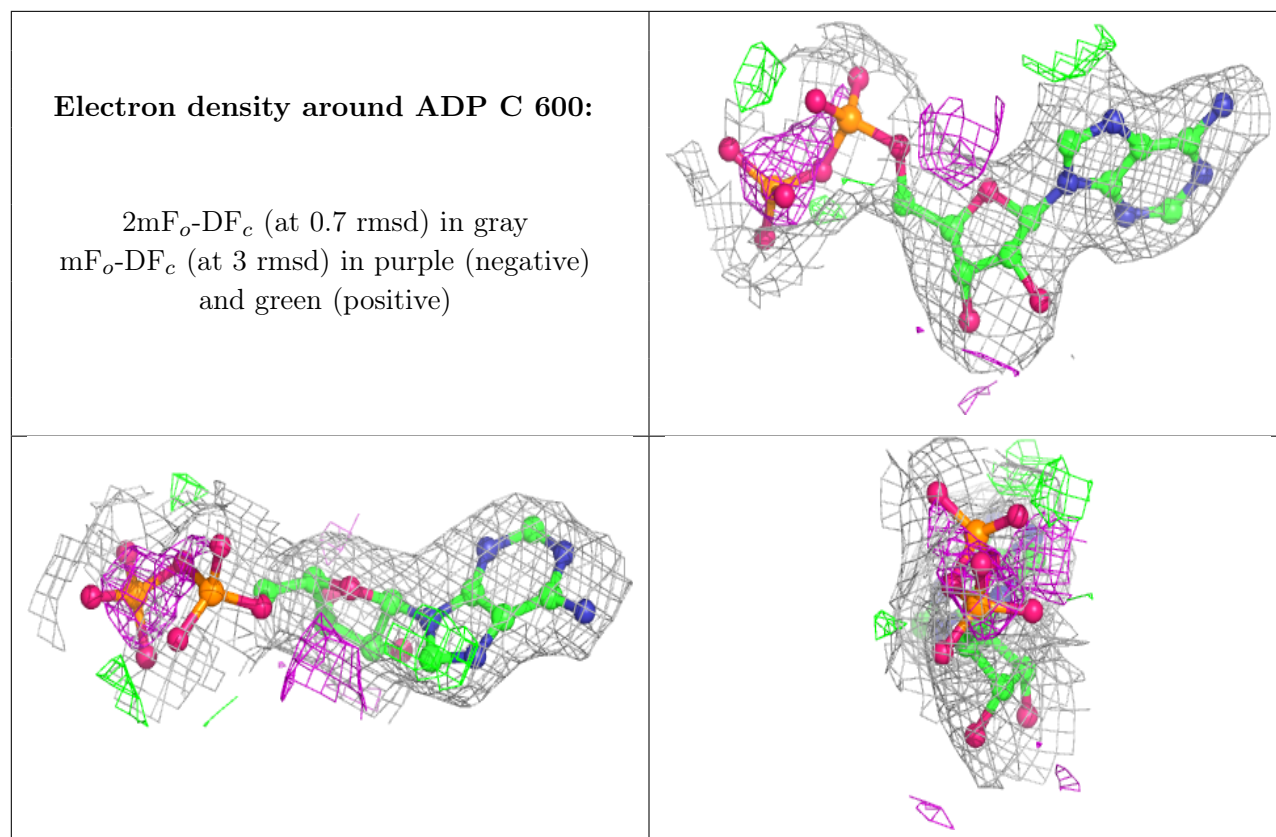 Electron density around ADP C 600:
2mFₒ-DF𝒸 (at 0.7 rmsd) in gray
mFₒ-DF𝒸 (at 3 rmsd) in purple (negative)
and green (positive)